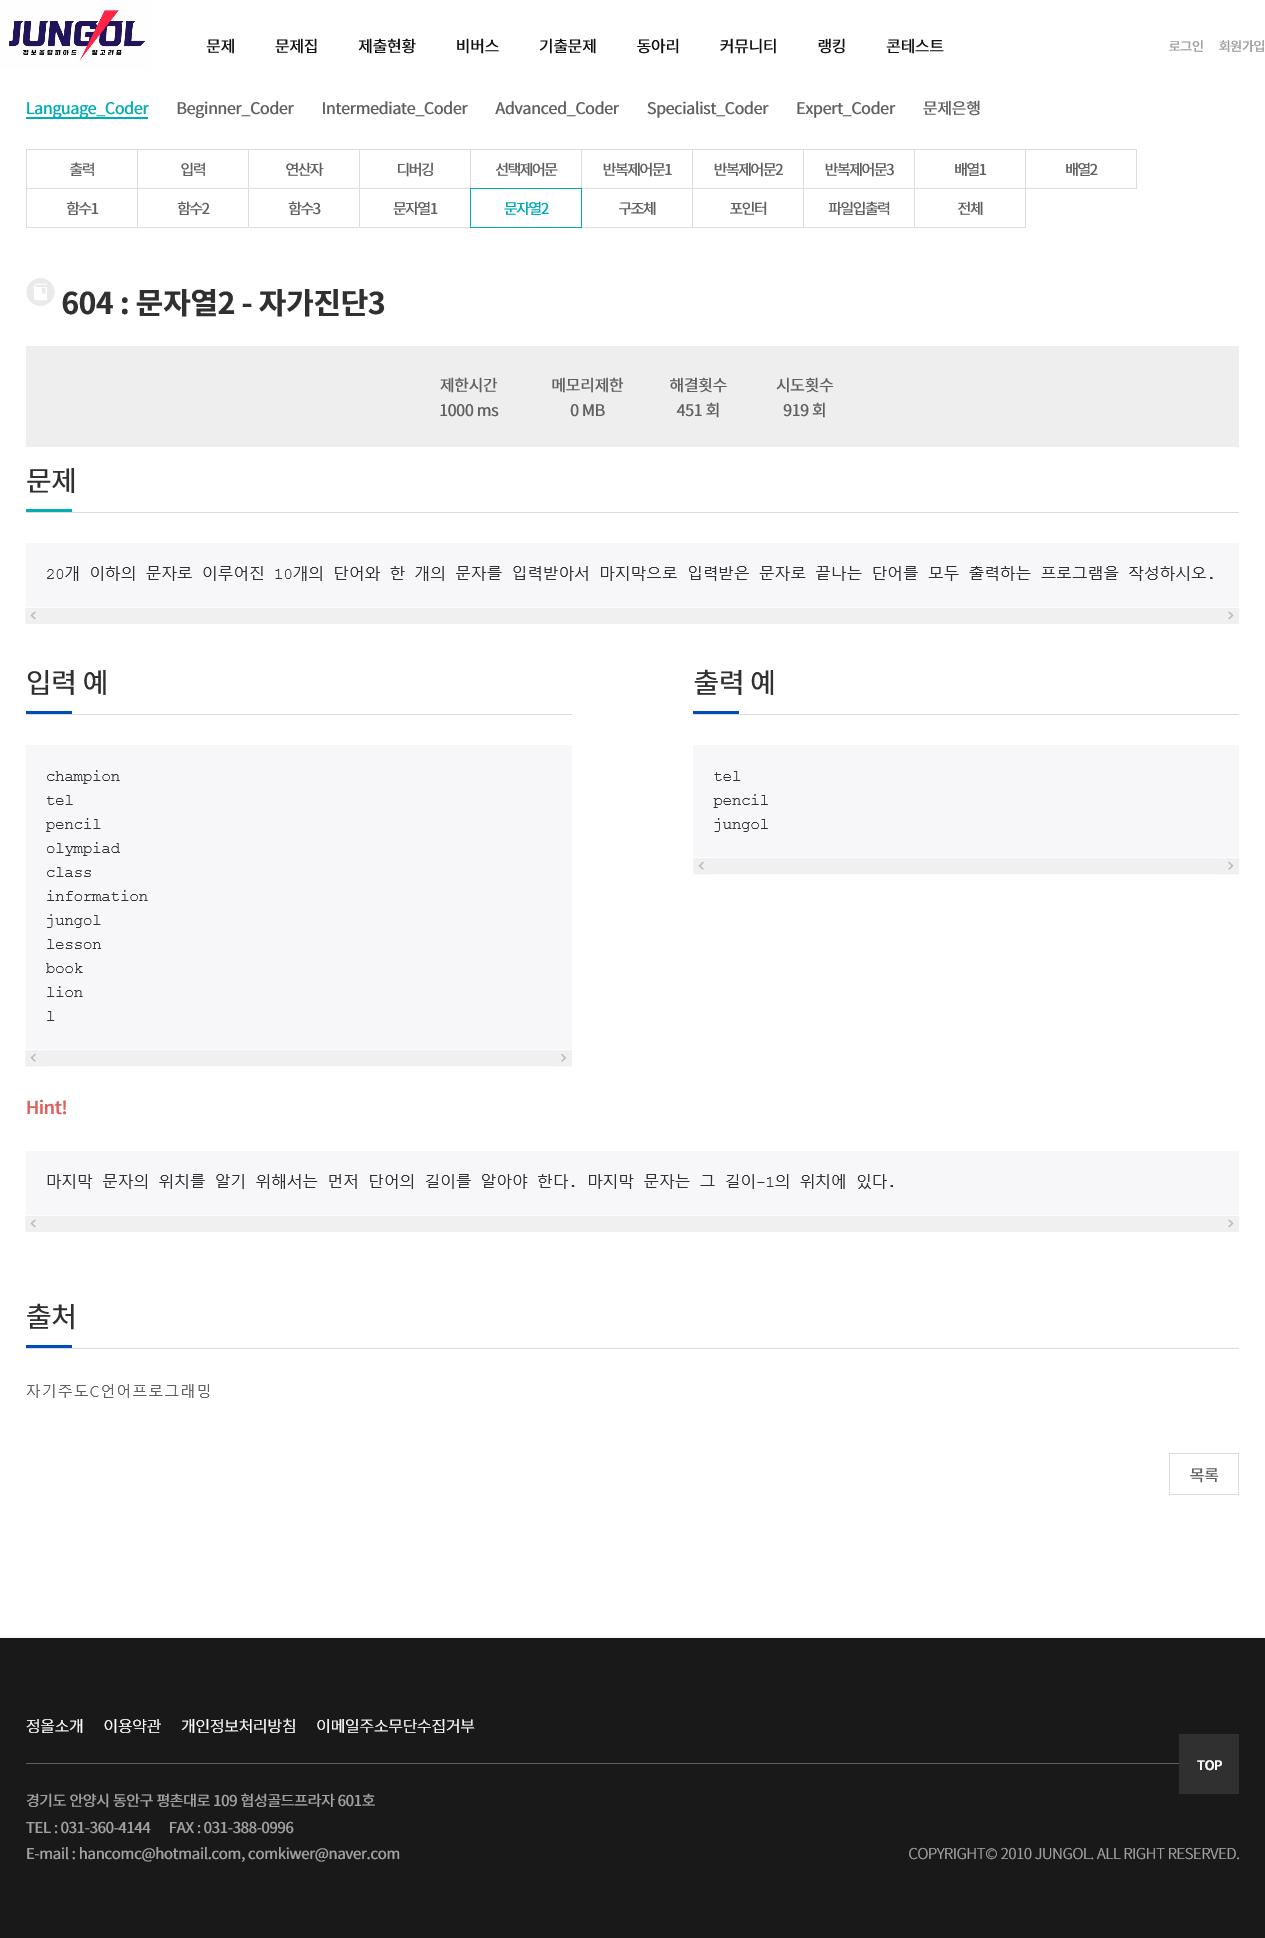 JUNGOL
정보올림피아드 알고리즘
문제 문제집 제출현황 비버스 기출문제 동아리 커뮤니티 랭킹 콘테스트
로그인 회원가입
Language_Coder Beginner_Coder Intermediate_Coder Advanced_Coder Specialist_Coder Expert_Coder 문제은행
출력 입력 연산자 디버깅 선택제어문 반복제어문1 반복제어문2 반복제어문3 배열1 배열2
함수1 함수2 함수3 문자열1 문자열2 구조체 포인터 파일입출력 전체
604 : 문자열2 - 자가진단3
제한시간 메모리제한 해결횟수 시도횟수
1000 ms 0 MB 451 회 919 회
문제
20개 이하의 문자로 이루어진 10개의 단어와 한 개의 문자를 입력받아서 마지막으로 입력받은 문자로 끝나는 단어를 모두 출력하는 프로그램을 작성하시오.
입력 예
champion
tel
pencil
olympiad
class
information
jungol
lesson
book
lion
l
출력 예
tel
pencil
jungol
Hint!
마지막 문자의 위치를 알기 위해서는 먼저 단어의 길이를 알아야 한다. 마지막 문자는 그 길이-1의 위치에 있다.
출처
자기주도C언어프로그래밍
목록
정올소개 이용약관 개인정보처리방침 이메일주소무단수집거부
TOP
경기도 안양시 동안구 평촌대로 109 협성골드프라자 601호
TEL : 031-360-4144 FAX : 031-388-0996
E-mail : hancomc@hotmail.com, comkiwer@naver.com
COPYRIGHT© 2010 JUNGOL. ALL RIGHT RESERVED.